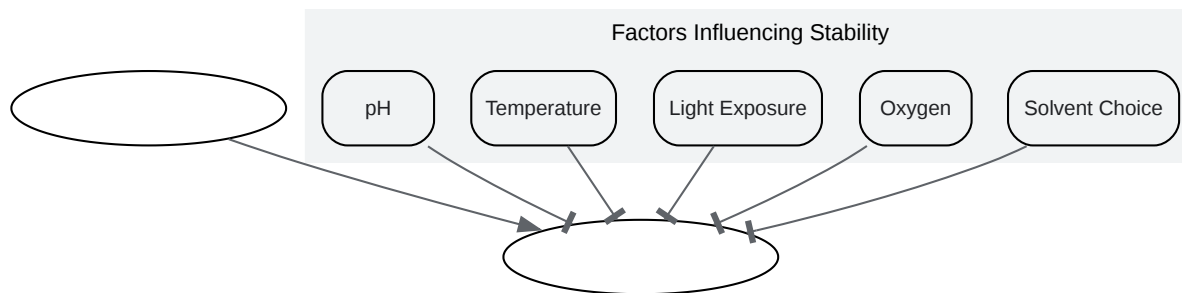 Factors Influencing Stability
pH
Temperature
Light Exposure
Oxygen
Solvent Choice